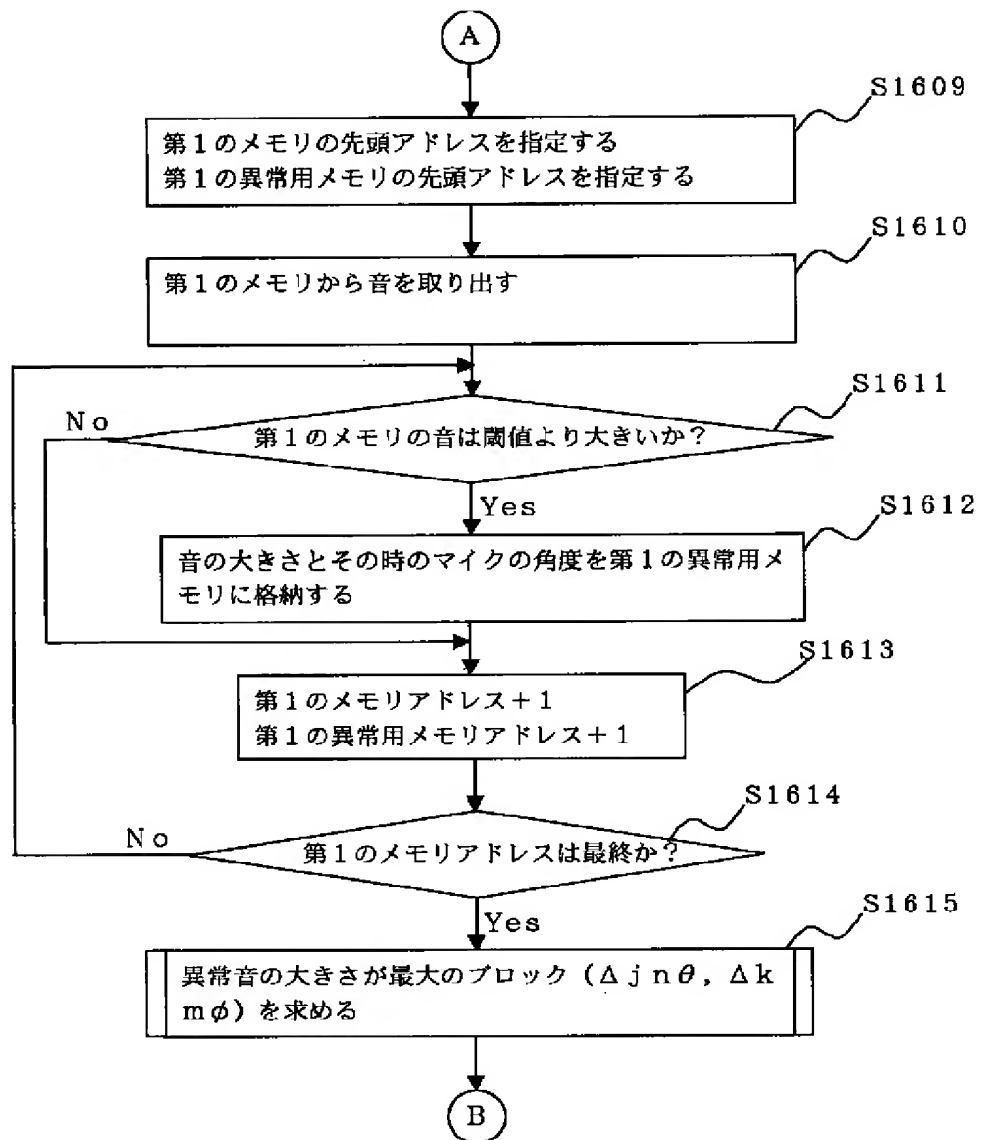 A
S1609
第1のメモリの先頭アドレスを指定する
第1の異常用メモリの先頭アドレスを指定する
S1610
第1のメモリから音を取り出す
S1611
No
第1のメモリの音は閾値より大きいか?
Yes
S1612
音の大きさとその時のマイクの角度を第1の異常用メ
モリに格納する
S1613
第1のメモリアドレス+1
第1の異常用メモリアドレス+1
S1614
No
第1のメモリアドレスは最終か?
Yes
S1615
異常音の大きさが最大のブロック(Δjnθ,Δk
mφ)を求める
B